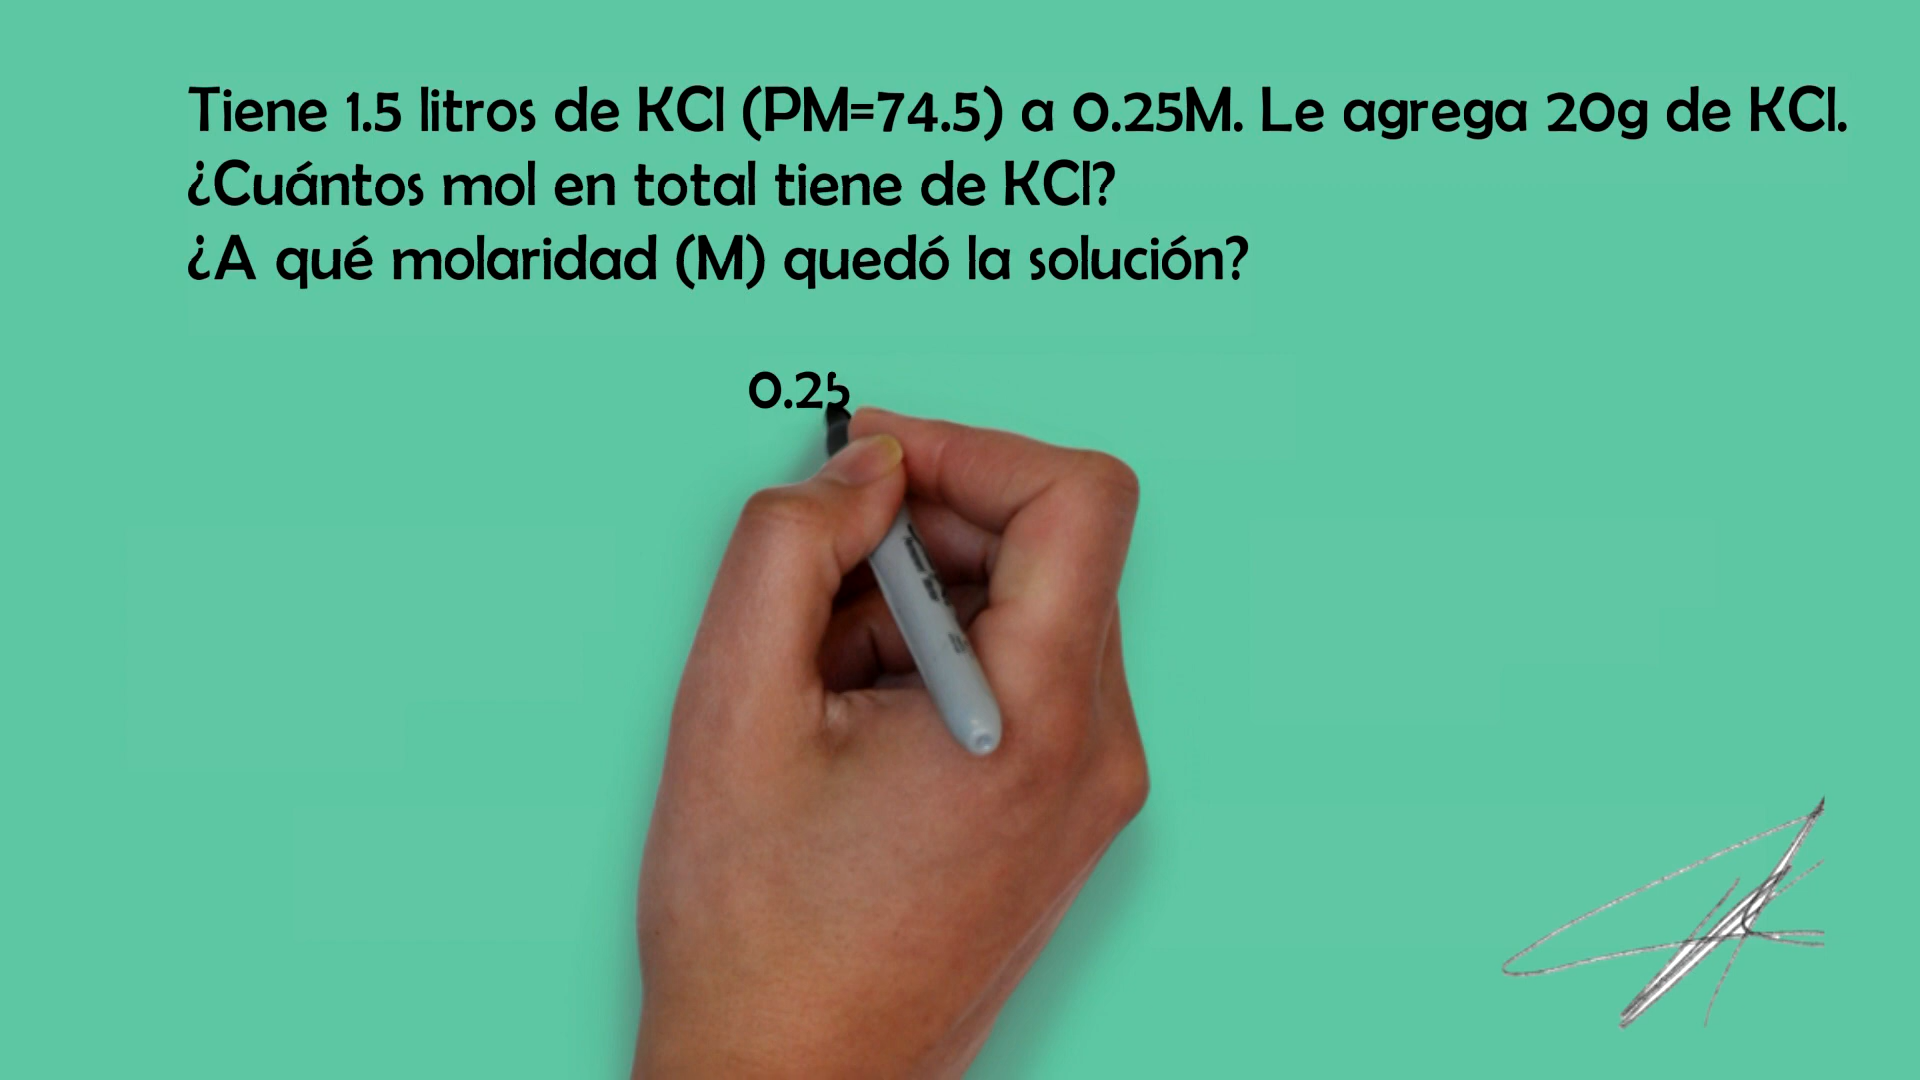 Tiene 1.5 litros de KCl (PM=74.5) a 0.25M. Le agrega 20g de KCl.
¿Cuántos mol en total tiene de KCl?
¿A qué molaridad (M) quedó la solución?
0.25